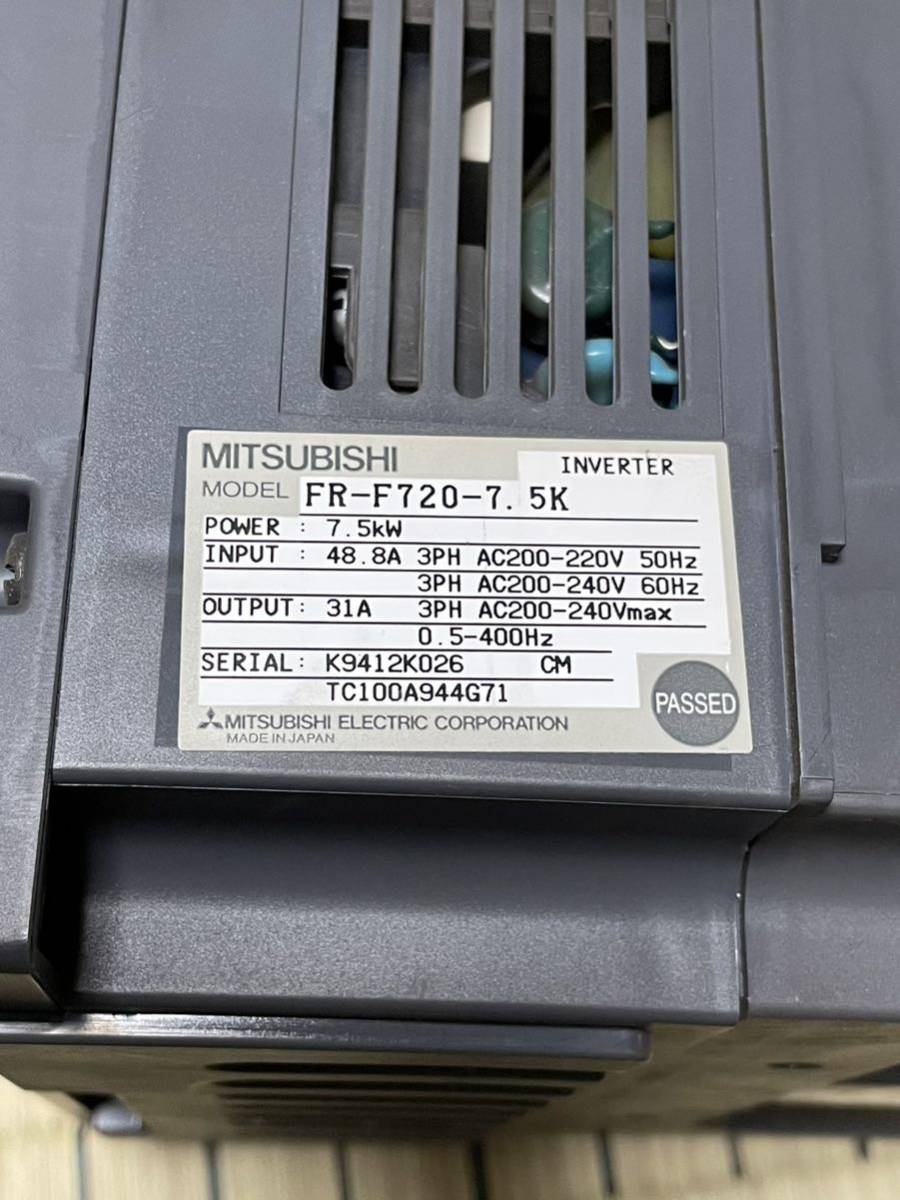 MITSUBISHI
INVERTER
MODEL FR-F720-7.5K
POWER : 7.5kW
INPUT : 48.8A 3PH AC200-220V 50Hz
3PH AC200-240V 60Hz
OUTPUT: 31A 3PH AC200-240Vmax
0.5-400Hz
SERIAL: K9412K026 CM
TC100A944G71
PASSED
MITSUBISHI ELECTRIC CORPORATION
MADE IN JAPAN